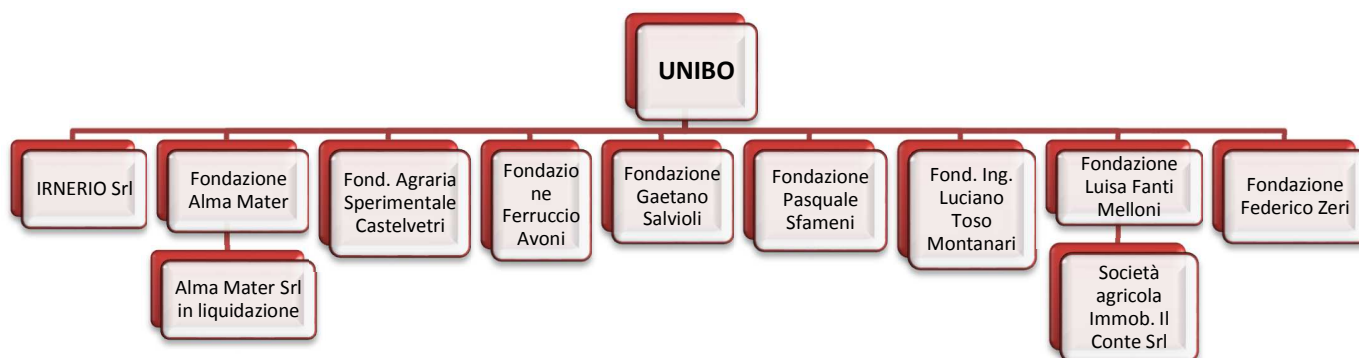 UNIBO
IRNERIO Srl
Fondazione
Alma Mater
Fond. Agraria
Sperimentale
Castelvetri
Fondazio
ne
Ferruccio
Avoni
Fondazione
Gaetano
Salvioli
Fondazione
Pasquale
Sfameni
Fond. Ing.
Luciano
Toso
Montanari
Fondazione
Luisa Fanti
Melloni
Fondazione
Federico Zeri
Alma Mater Srl
in liquidazione
Società
agricola
Immob. Il
Conte Srl